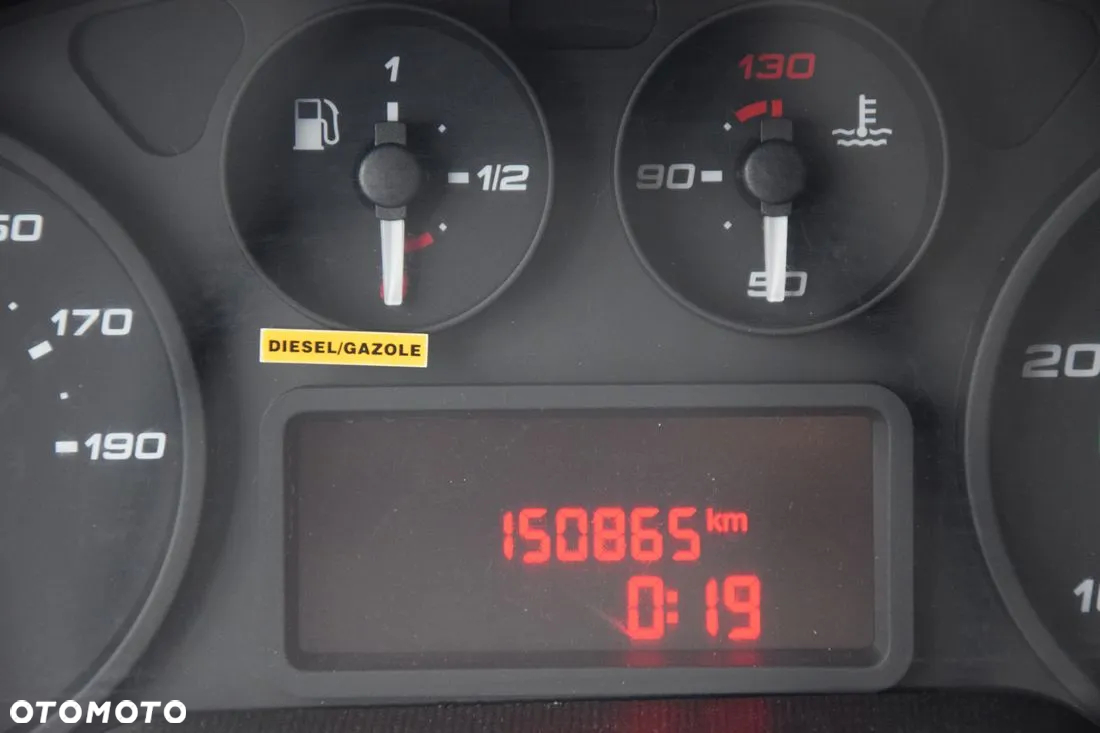 1
1/2
130
90
50
170
190
DIESEL/GAZOLE
150865 km
0:19
OTOMOTO